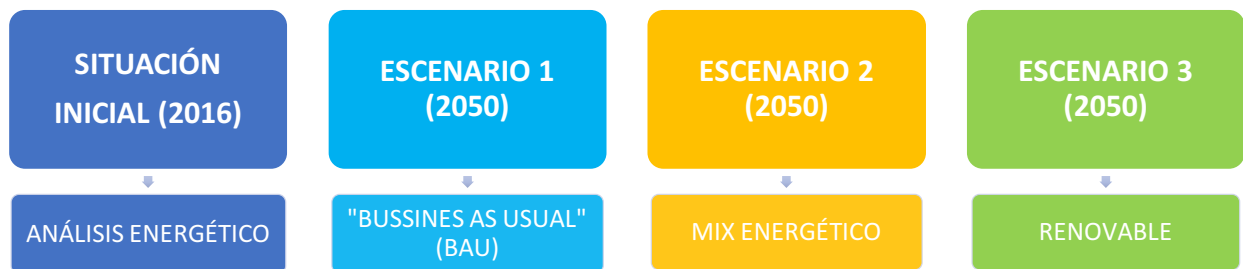 SITUACIÓN
INICIAL (2016)
ANÁLISIS ENERGÉTICO
ESCENARIO 1
(2050)
"BUSSINES AS USUAL"
(BAU)
ESCENARIO 2
(2050)
MIX ENERGÉTICO
ESCENARIO 3
(2050)
RENOVABLE